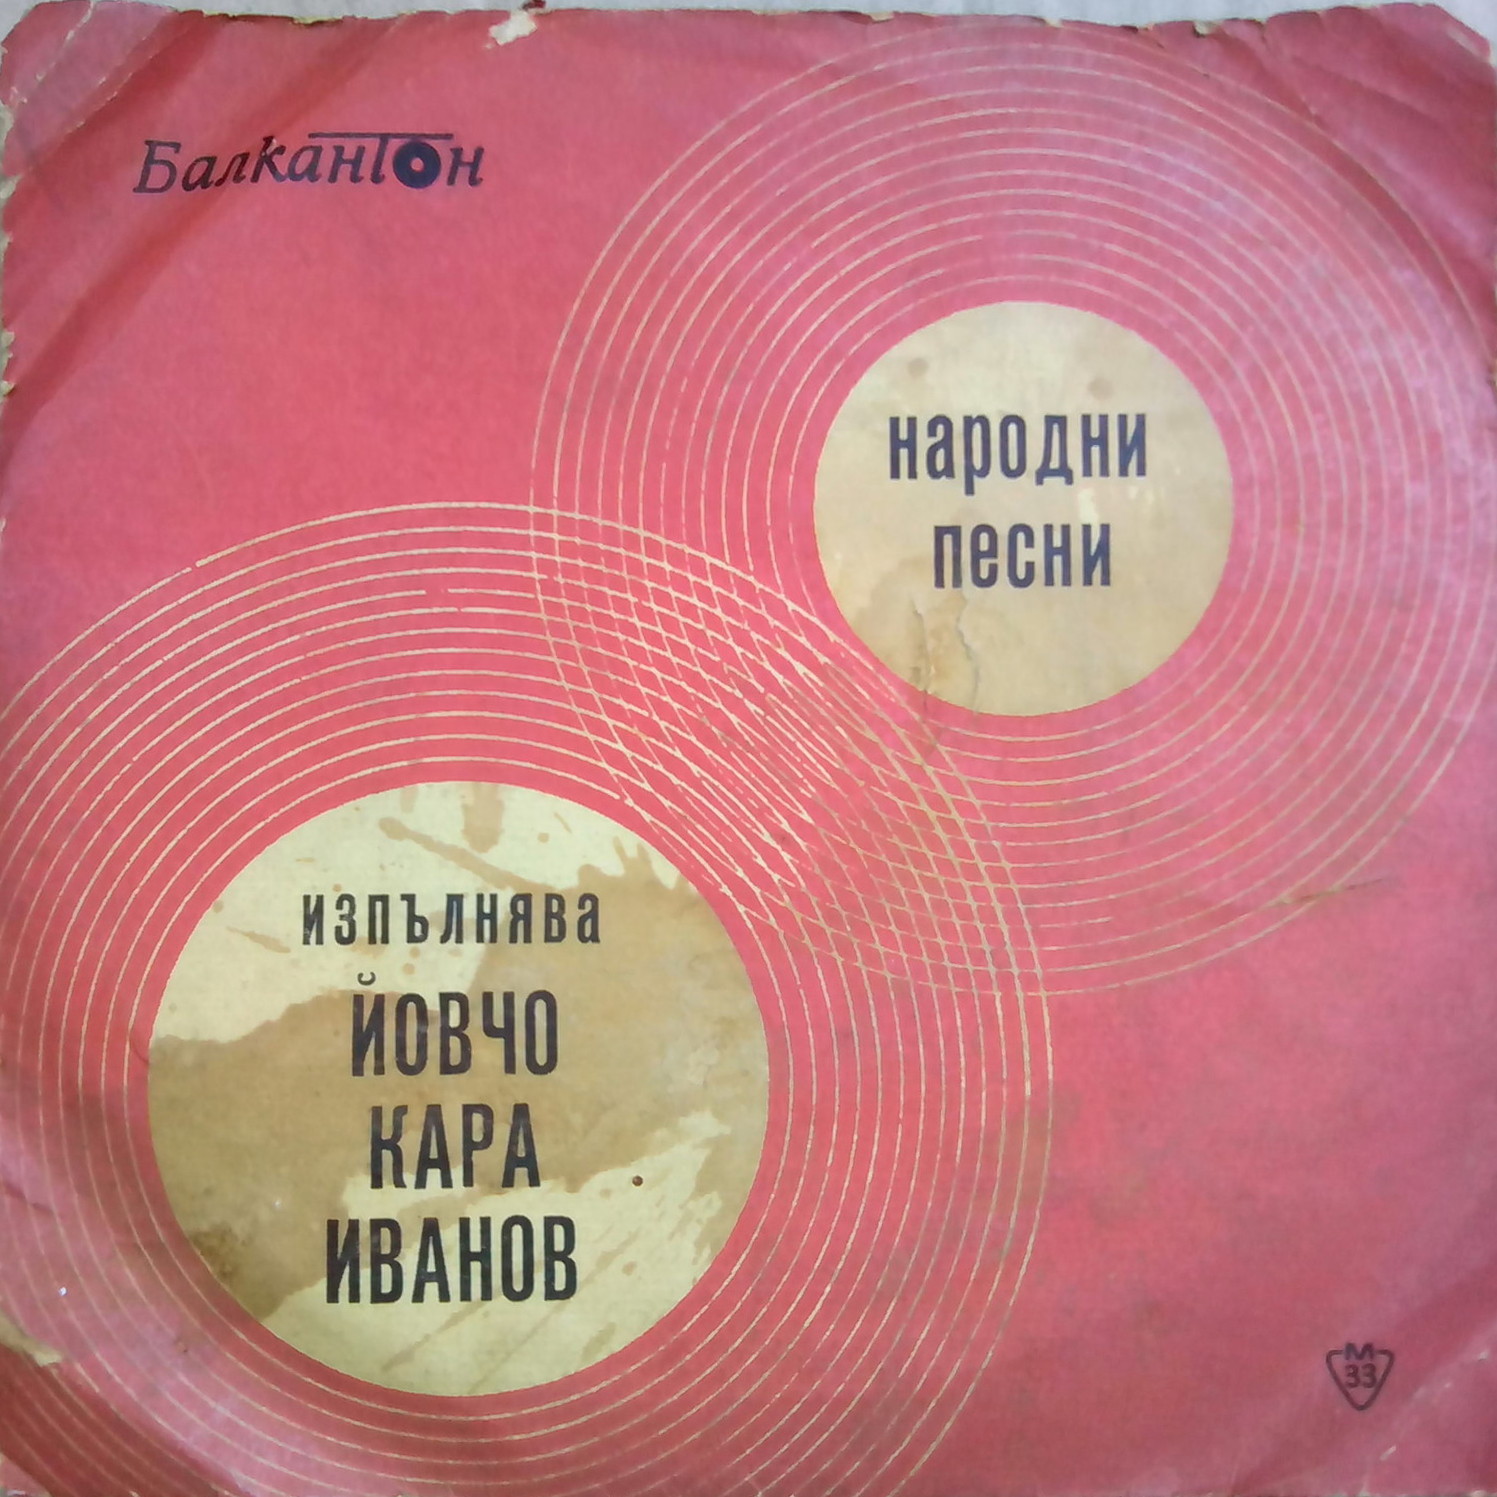 Балкантон
народни
песни
изпълнява
ЙОВЧО
КАРА
ИВАНОВ
М
33